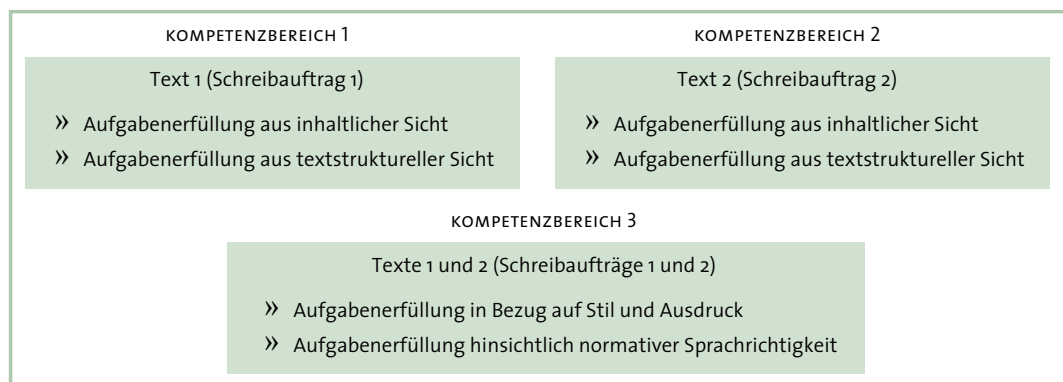 KOMPETENZBEREICH 1
Text 1 (Schreibauftrag 1)
» Aufgabenerfüllung aus inhaltlicher Sicht
» Aufgabenerfüllung aus textstruktureller Sicht
KOMPETENZBEREICH 2
Text 2 (Schreibauftrag 2)
» Aufgabenerfüllung aus inhaltlicher Sicht
» Aufgabenerfüllung aus textstruktureller Sicht
KOMPETENZBEREICH 3
Texte 1 und 2 (Schreibaufträge 1 und 2)
» Aufgabenerfüllung in Bezug auf Stil und Ausdruck
» Aufgabenerfüllung hinsichtlich normativer Sprachrichtigkeit